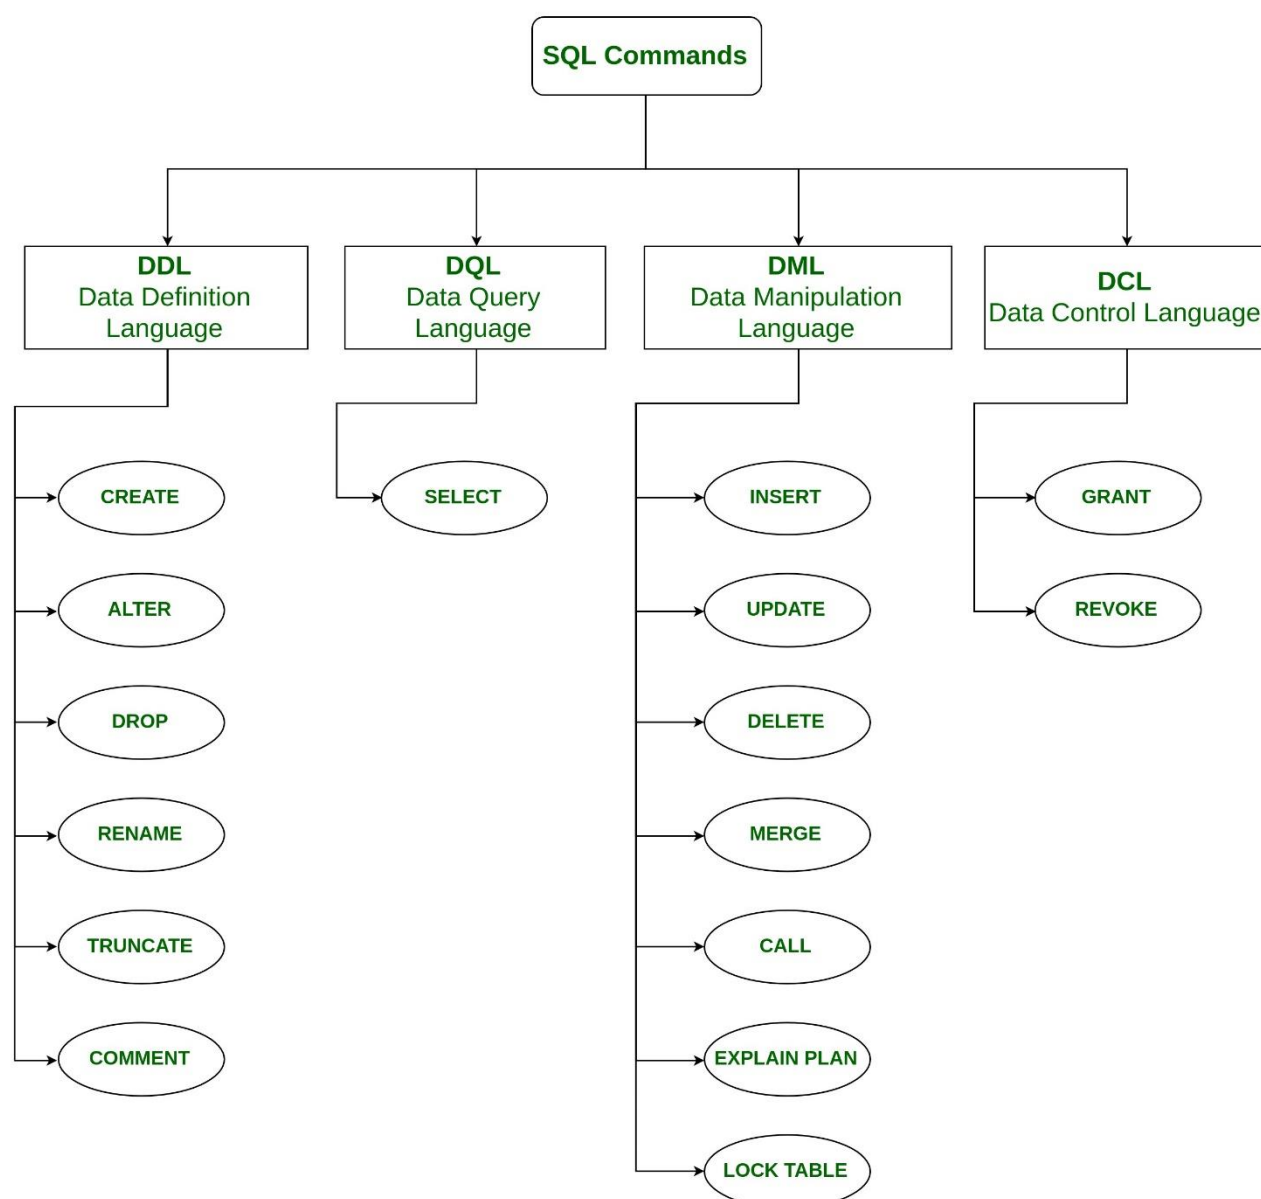 SQL Commands
DDL
Data Definition
Language
DQL
Data Query
Language
DML
Data Manipulation
Language
DCL
Data Control Language
CREATE
ALTER
DROP
RENAME
TRUNCATE
COMMENT
SELECT
INSERT
UPDATE
DELETE
MERGE
CALL
EXPLAIN PLAN
LOCK TABLE
GRANT
REVOKE